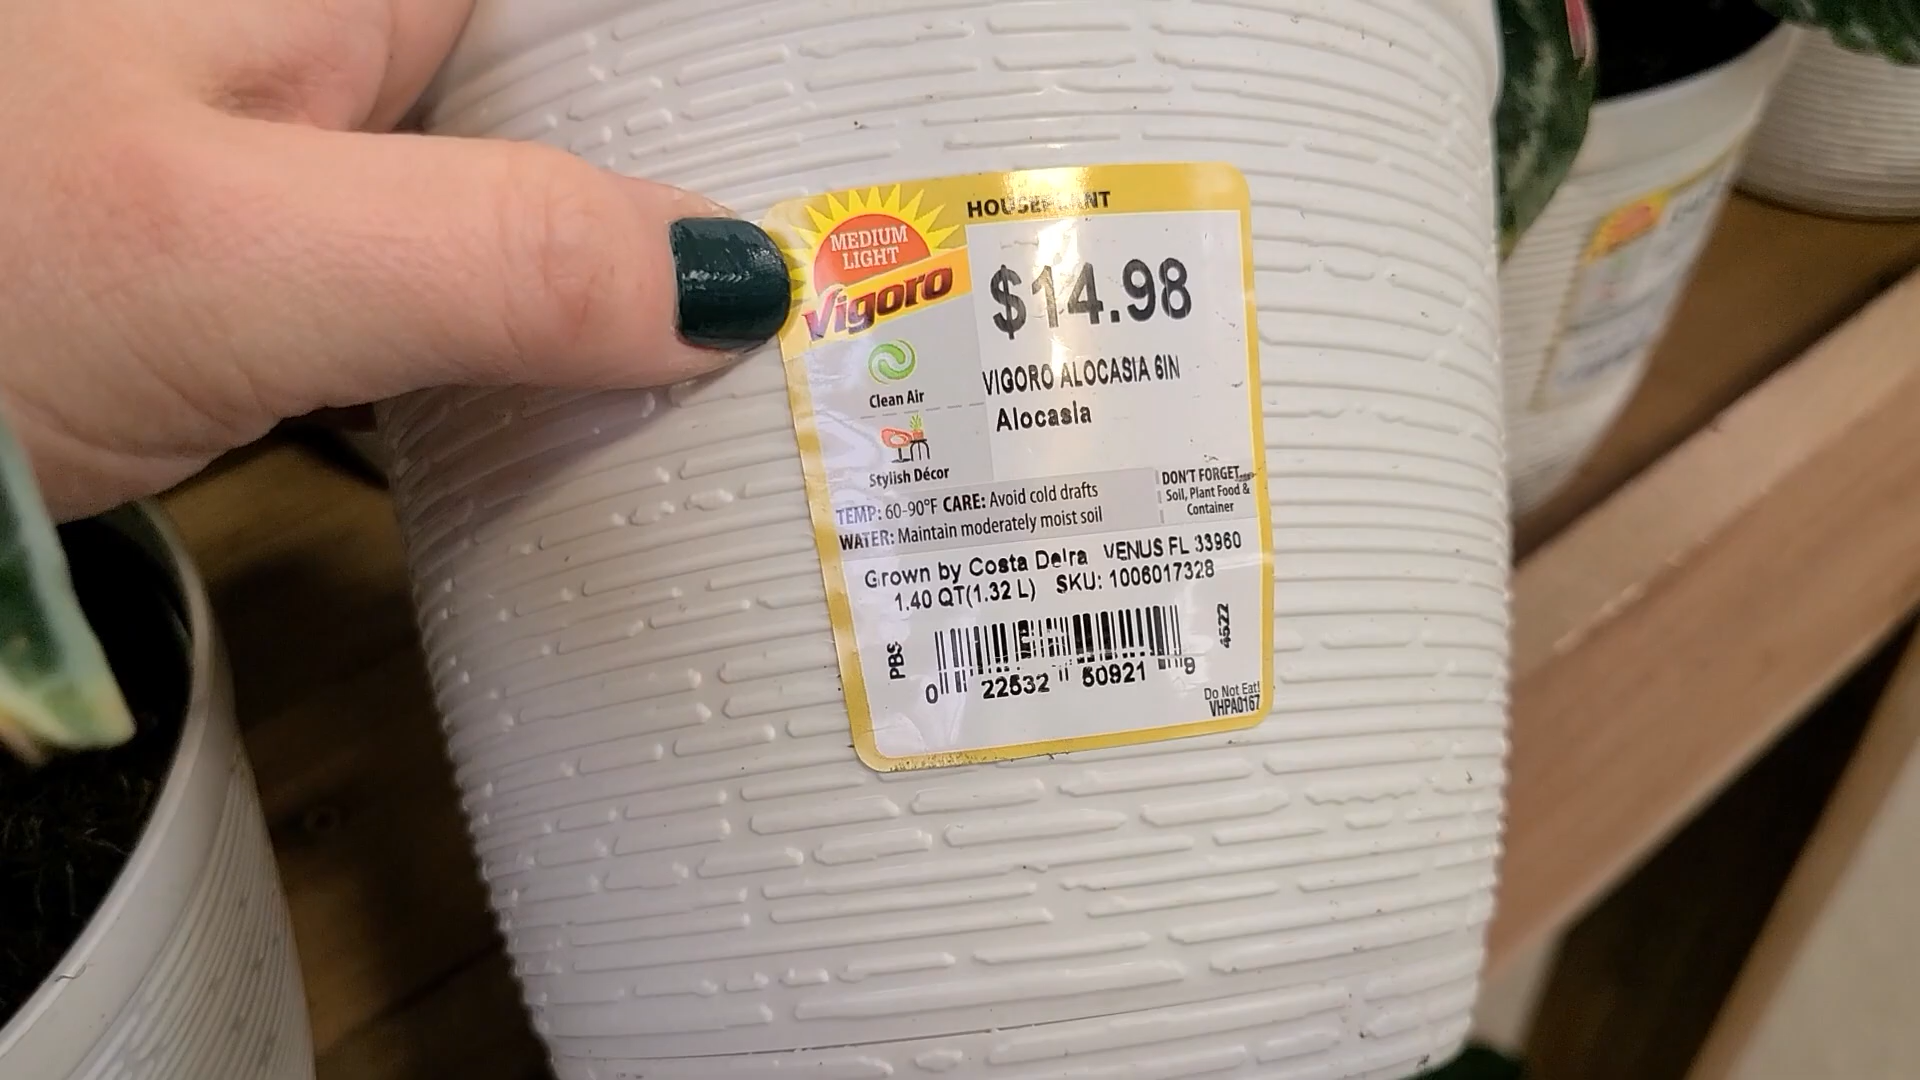 HOUSEPLANT
MEDIUM
LIGHT
Vigoro
$14.98
VIGORO ALOCASIA 6IN
Alocasia
Clean Air
Stylish Décor
TEMP: 60-90°F CARE: Avoid cold drafts
WATER: Maintain moderately moist soil
DON'T FORGET...
Soil, Plant Food &
Container
Grown by Costa Delra VENUS FL 33960
1.40 QT(1.32 L) SKU: 1006017328
PBS
4522
0 22532 50921 9
Do Not Eat!
VHPA0167